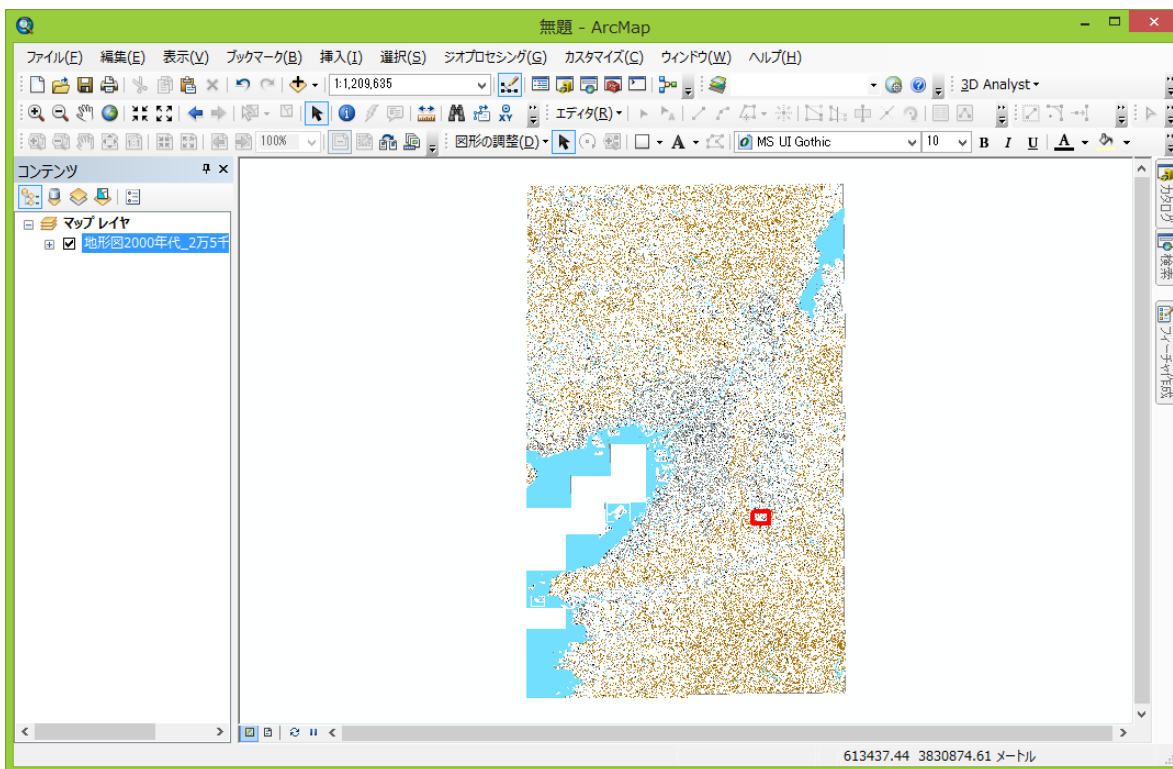 無題 - ArcMap
ファイル(F) 編集(E) 表示(V) ブックマーク(B) 挿入(I) 選択(S) ジオプロセシング(G) カスタマイズ(C) ウィンドウ(W) ヘルプ(H)
1:1,209,635 3D Analyst
エディタ(R)
100% 図形の調整(D) A MS UI Gothic 10 B I U A
コンテンツ
マップ レイヤ
地形図2000年代_2万5千
カタログ
検索
フィーチャ作成
613437.44 3830874.61 メートル